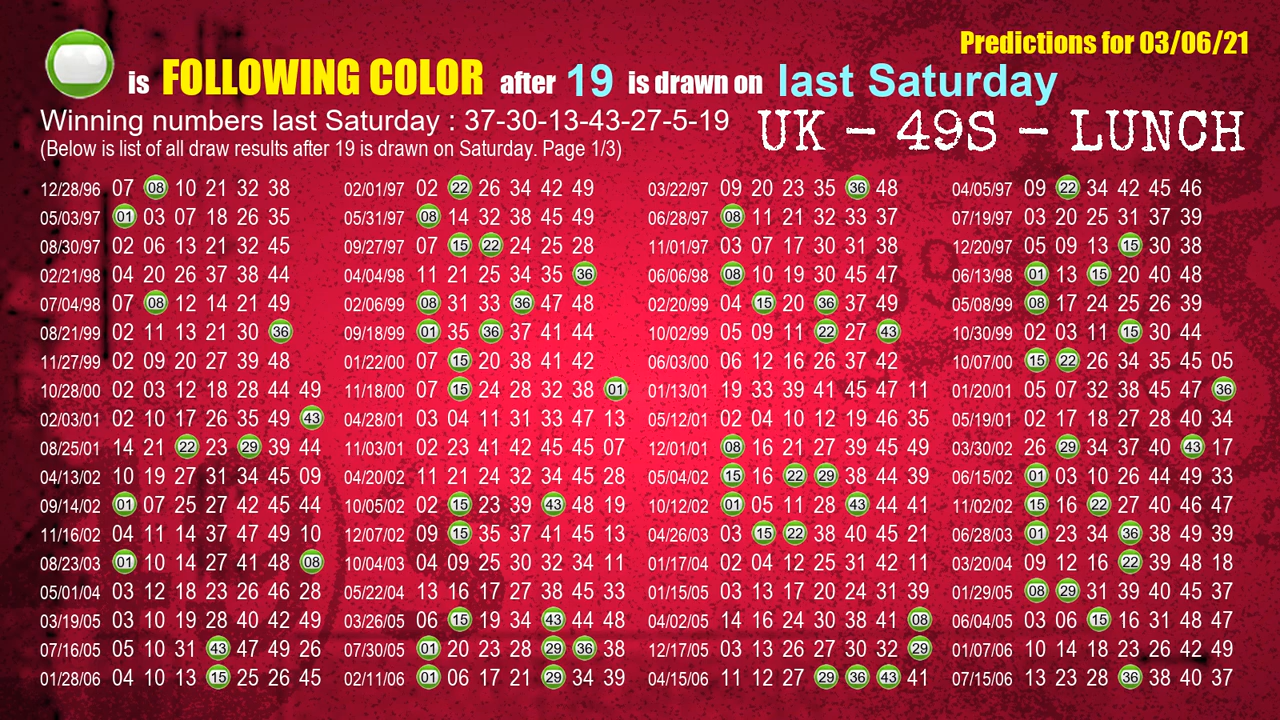 Predictions for 03/06/21
is FOLLOWING COLOR after 19 is drawn on last Saturday
Winning numbers last Saturday : 37-30-13-43-27-5-19
UK - 49S - LUNCH
(Below is list of all draw results after 19 is drawn on Saturday. Page 1/3)
12/28/96 07 08 10 21 32 38 02/01/97 02 22 26 34 42 49 03/22/97 09 20 23 35 36 48 04/05/97 09 22 34 42 45 46
05/03/97 01 03 07 18 26 35 05/31/97 08 14 32 38 45 49 06/28/97 08 11 21 32 33 37 07/19/97 03 20 25 31 37 39
08/30/97 02 06 13 21 32 45 09/27/97 07 15 22 24 25 28 11/01/97 03 07 17 30 31 38 12/20/97 05 09 13 15 30 38
02/21/98 04 20 26 37 38 44 04/04/98 11 21 25 34 35 36 06/06/98 08 10 19 30 45 47 06/13/98 01 13 15 20 40 48
07/04/98 07 08 12 14 21 49 02/06/99 08 31 33 36 47 48 02/20/99 04 15 20 36 37 49 05/08/99 08 17 24 25 26 39
08/21/99 02 11 13 21 30 36 09/18/99 01 35 36 37 41 44 10/02/99 05 09 11 22 27 43 10/30/99 02 03 11 15 30 44
11/27/99 02 09 20 27 39 48 01/22/00 07 15 20 38 41 42 06/03/00 06 12 16 26 37 42 10/07/00 15 22 26 34 35 45 05
10/28/00 02 03 12 18 28 44 49 11/18/00 07 15 24 28 32 38 01 01/13/01 19 33 39 41 45 47 11 01/20/01 05 07 32 38 45 47 36
02/03/01 02 10 17 26 35 49 43 04/28/01 03 04 11 31 33 47 13 05/12/01 02 04 10 12 19 46 35 05/19/01 02 17 18 27 28 40 34
08/25/01 14 21 22 23 29 39 44 11/03/01 02 23 41 42 45 45 07 12/01/01 08 16 21 27 39 45 49 03/30/02 26 29 34 37 40 43 17
04/13/02 10 19 27 31 34 45 09 04/20/02 11 21 24 32 34 45 28 05/04/02 15 16 22 29 38 44 39 06/15/02 01 03 10 26 44 49 33
09/14/02 01 07 25 27 42 45 44 10/05/02 02 15 23 39 43 48 19 10/12/02 01 05 11 28 43 44 41 11/02/02 15 16 22 27 40 46 47
11/16/02 04 11 14 37 47 49 10 12/07/02 09 15 35 37 41 45 13 04/26/03 03 15 22 38 40 45 21 06/28/03 01 23 34 36 38 49 39
08/23/03 01 10 14 27 41 48 08 10/04/03 04 09 25 30 32 34 11 01/17/04 02 04 12 25 31 42 11 03/20/04 09 12 16 22 39 48 18
05/01/04 03 12 18 23 26 46 28 05/22/04 13 16 17 27 38 45 33 01/15/05 03 13 17 20 24 31 39 01/29/05 08 29 31 39 40 45 37
03/19/05 03 10 19 28 40 42 49 03/26/05 06 15 19 34 43 44 48 04/02/05 14 16 24 30 38 41 08 06/04/05 03 06 15 16 31 48 47
07/16/05 05 10 31 43 47 49 26 07/30/05 01 20 23 28 29 36 38 12/17/05 03 13 26 27 30 32 29 01/07/06 10 14 18 23 26 42 49
01/28/06 04 10 13 15 25 26 45 02/11/06 01 06 17 21 29 34 39 04/15/06 11 12 27 29 36 43 41 07/15/06 13 23 28 36 38 40 37